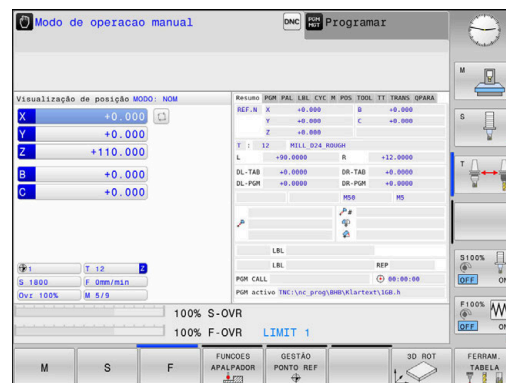 Modo de operacao manual
DNC
PGM MGT
Programar
Visualização de posição MODO: NOM
X +0.000
Y +0.000
Z +110.000
B +0.000
C +0.000
1
T 12 Z
S 1800
F 0mm/min
Ovr 100%
M 5/9
Resumo PGM PAL LBL CYC M POS TOOL TT TRANS QPARA
REF.N X +0.000 B +0.000
Y +0.000 C +0.000
Z +0.000
T : 12 MILL_D24_ROUGH
L +90.0000 R +12.0000
DL-TAB +0.0000 DR-TAB +0.0000
DL-PGM +0.0000 DR-PGM +0.0000
M50 M5
P#
LBL
LBL REP
PGM CALL 00:00:00
PGM activo TNC:\nc_prog\BHB\Klartext\1GB.h
100% S-OVR
100% F-OVR LIMIT 1
M
S
F
FUNCOES APALPADOR
GESTÃO PONTO REF
3D ROT
FERRAM. TABELA
M
S
T
S100%
OFF ON
F100%
OFF ON